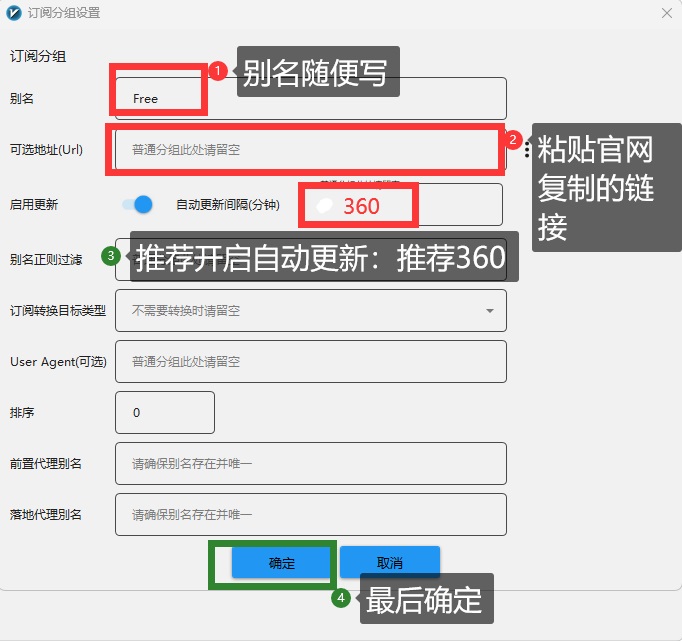 订阅分组设置
订阅分组
1
别名随便写
别名
Free
2
粘贴官网
复制的链
接
可选地址(Url)
普通分组此处请留空
启用更新
自动更新间隔(分钟)
360
别名正则过滤
3
推荐开启自动更新：推荐360
订阅转换目标类型
不需要转换时请留空
User Agent(可选)
普通分组此处请留空
排序
0
前置代理别名
请确保别名存在并唯一
落地代理別名
请确保别名存在并唯一
确定
取消
4
最后确定